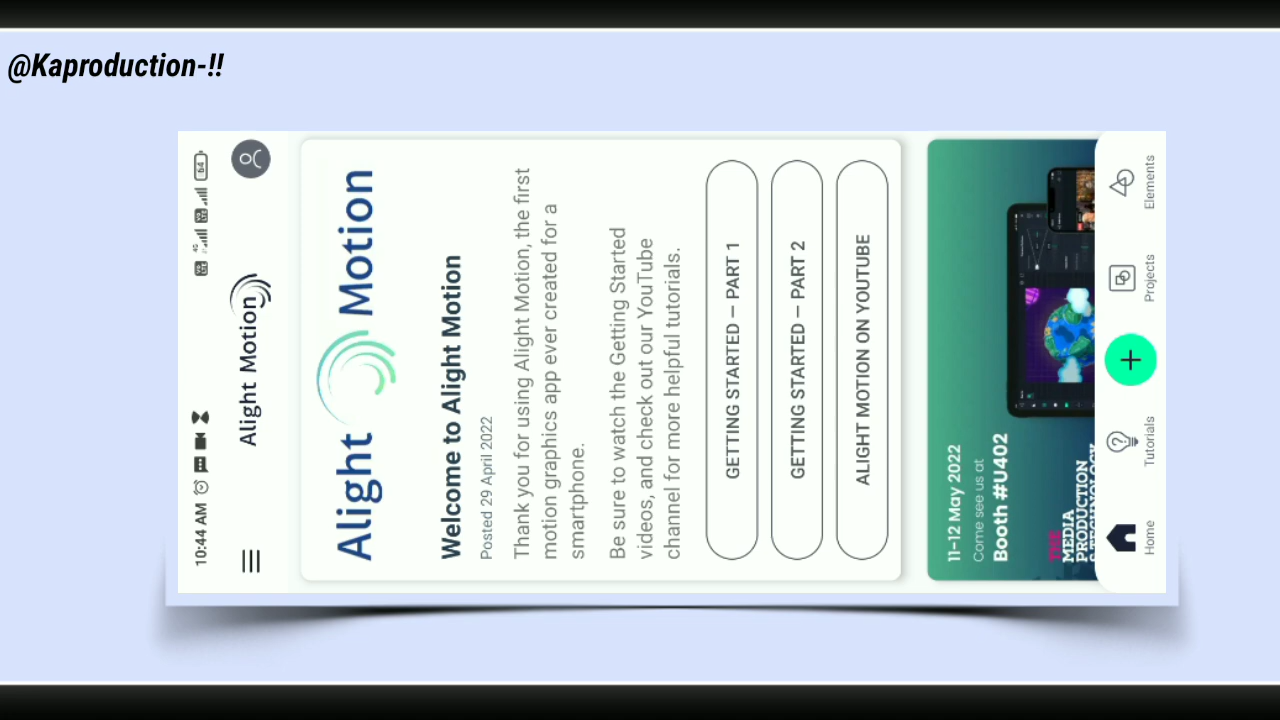 @Kaproduction-!!
10:44 AM
64
Alight Motion
Alight Motion
Welcome to Alight Motion
Posted 29 April 2022
Thank you for using Alight Motion, the first
motion graphics app ever created for a
smartphone.
Be sure to watch the Getting Started
videos, and check out our YouTube
channel for more helpful tutorials.
GETTING STARTED – PART 1
GETTING STARTED – PART 2
ALIGHT MOTION ON YOUTUBE
11–12 May 2022
Come see us at
Booth #U402
THE
MEDIA
PRODUCTION
& TECHNOLOGY
Home
Tutorials
Projects
Elements